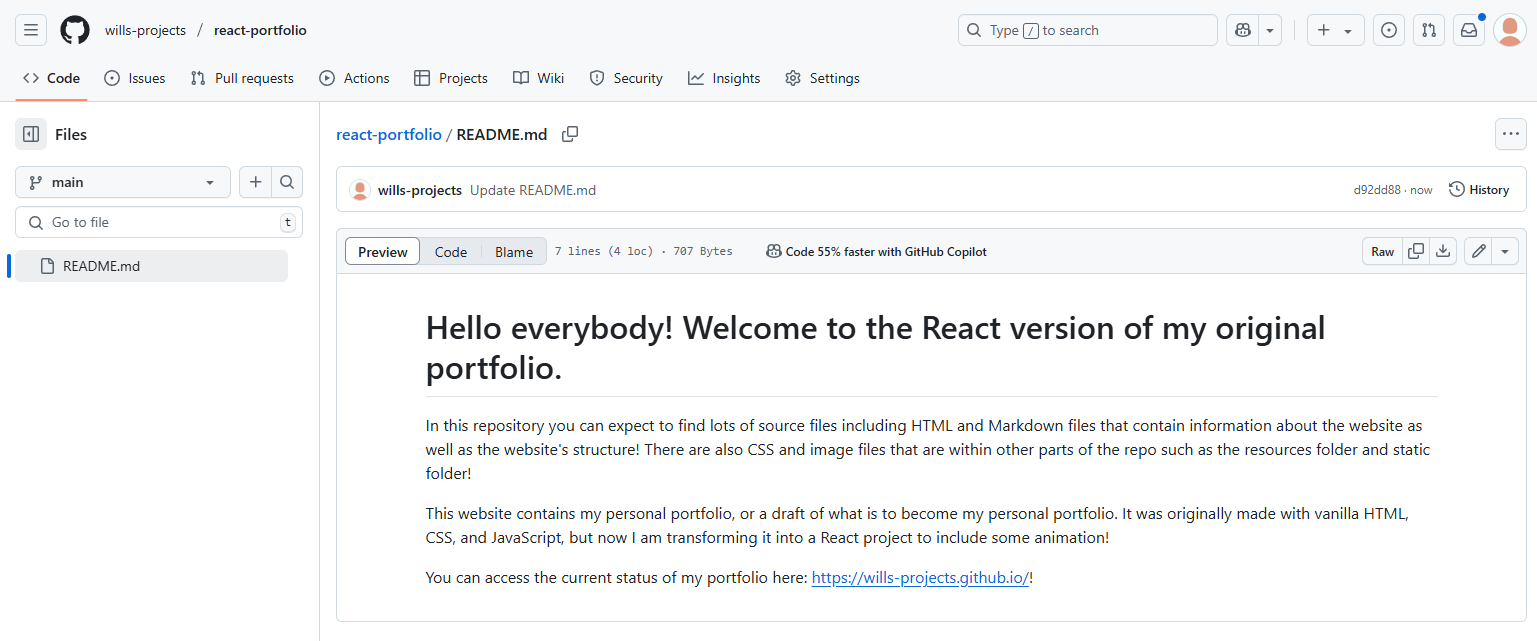 wills-projects / react-portfolio
Type / to search
Code Issues Pull requests Actions Projects Wiki Security Insights Settings
Files
main
Go to file t
README.md
react-portfolio / README.md
wills-projects Update README.md d92dd88 · now History
Preview Code Blame 7 lines (4 loc) · 707 Bytes Code 55% faster with GitHub Copilot Raw
Hello everybody! Welcome to the React version of my original
portfolio.
In this repository you can expect to find lots of source files including HTML and Markdown files that contain information about the website as
well as the website's structure! There are also CSS and image files that are within other parts of the repo such as the resources folder and static
folder!
This website contains my personal portfolio, or a draft of what is to become my personal portfolio. It was originally made with vanilla HTML,
CSS, and JavaScript, but now I am transforming it into a React project to include some animation!
You can access the current status of my portfolio here: https://wills-projects.github.io/!